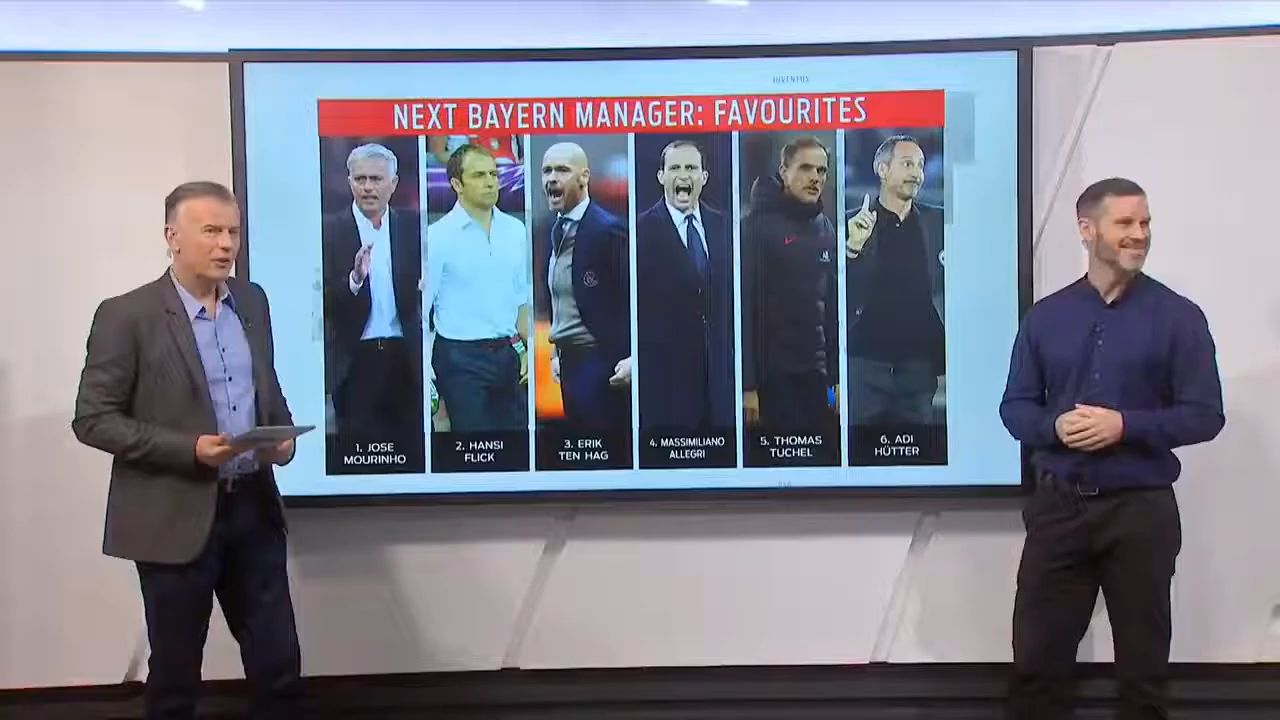 JUVENTUS
NEXT BAYERN MANAGER: FAVOURITES
1. JOSE
MOURINHO
2. HANSI
FLICK
3. ERIK
TEN HAG
4. MASSIMILIANO
ALLEGRI
5. THOMAS
TUCHEL
6. ADI
HÜTTER